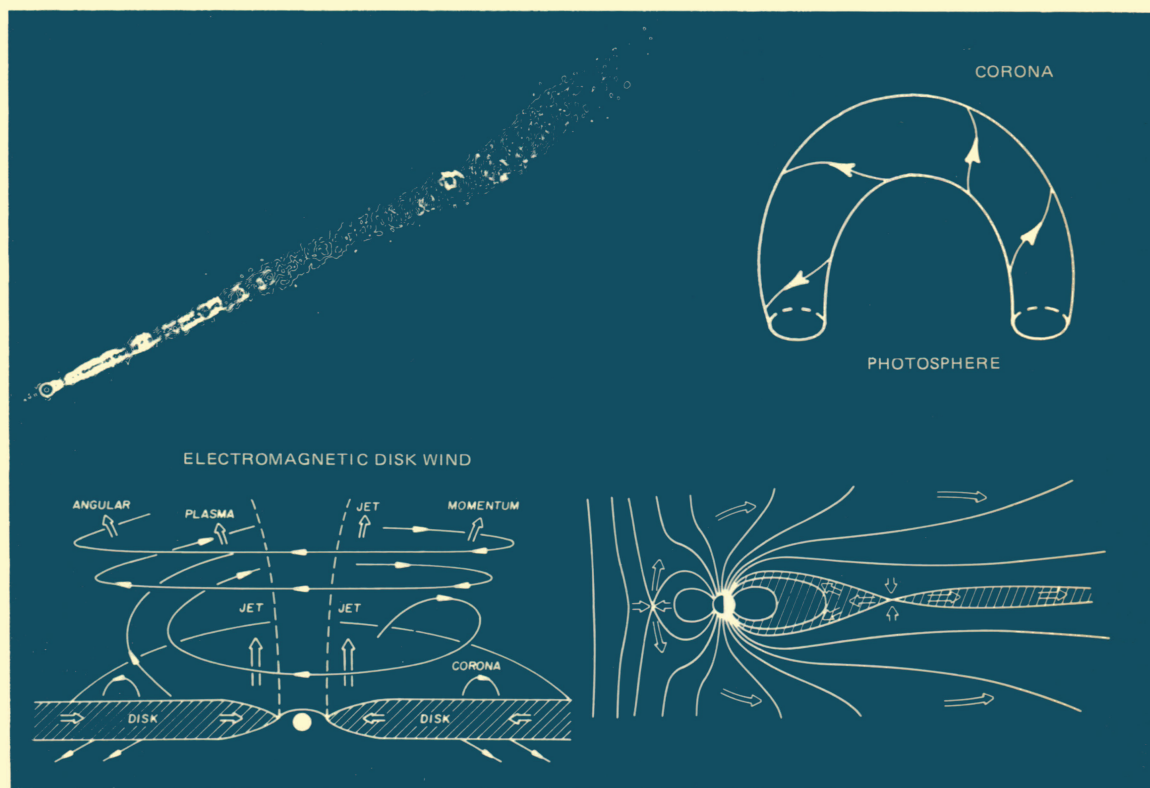 CORONA
PHOTOSPHERE
ELECTROMAGNETIC DISK WIND
ANGULAR
PLASMA
JET
MOMENTUM
JET
JET
CORONA
DISK
DISK